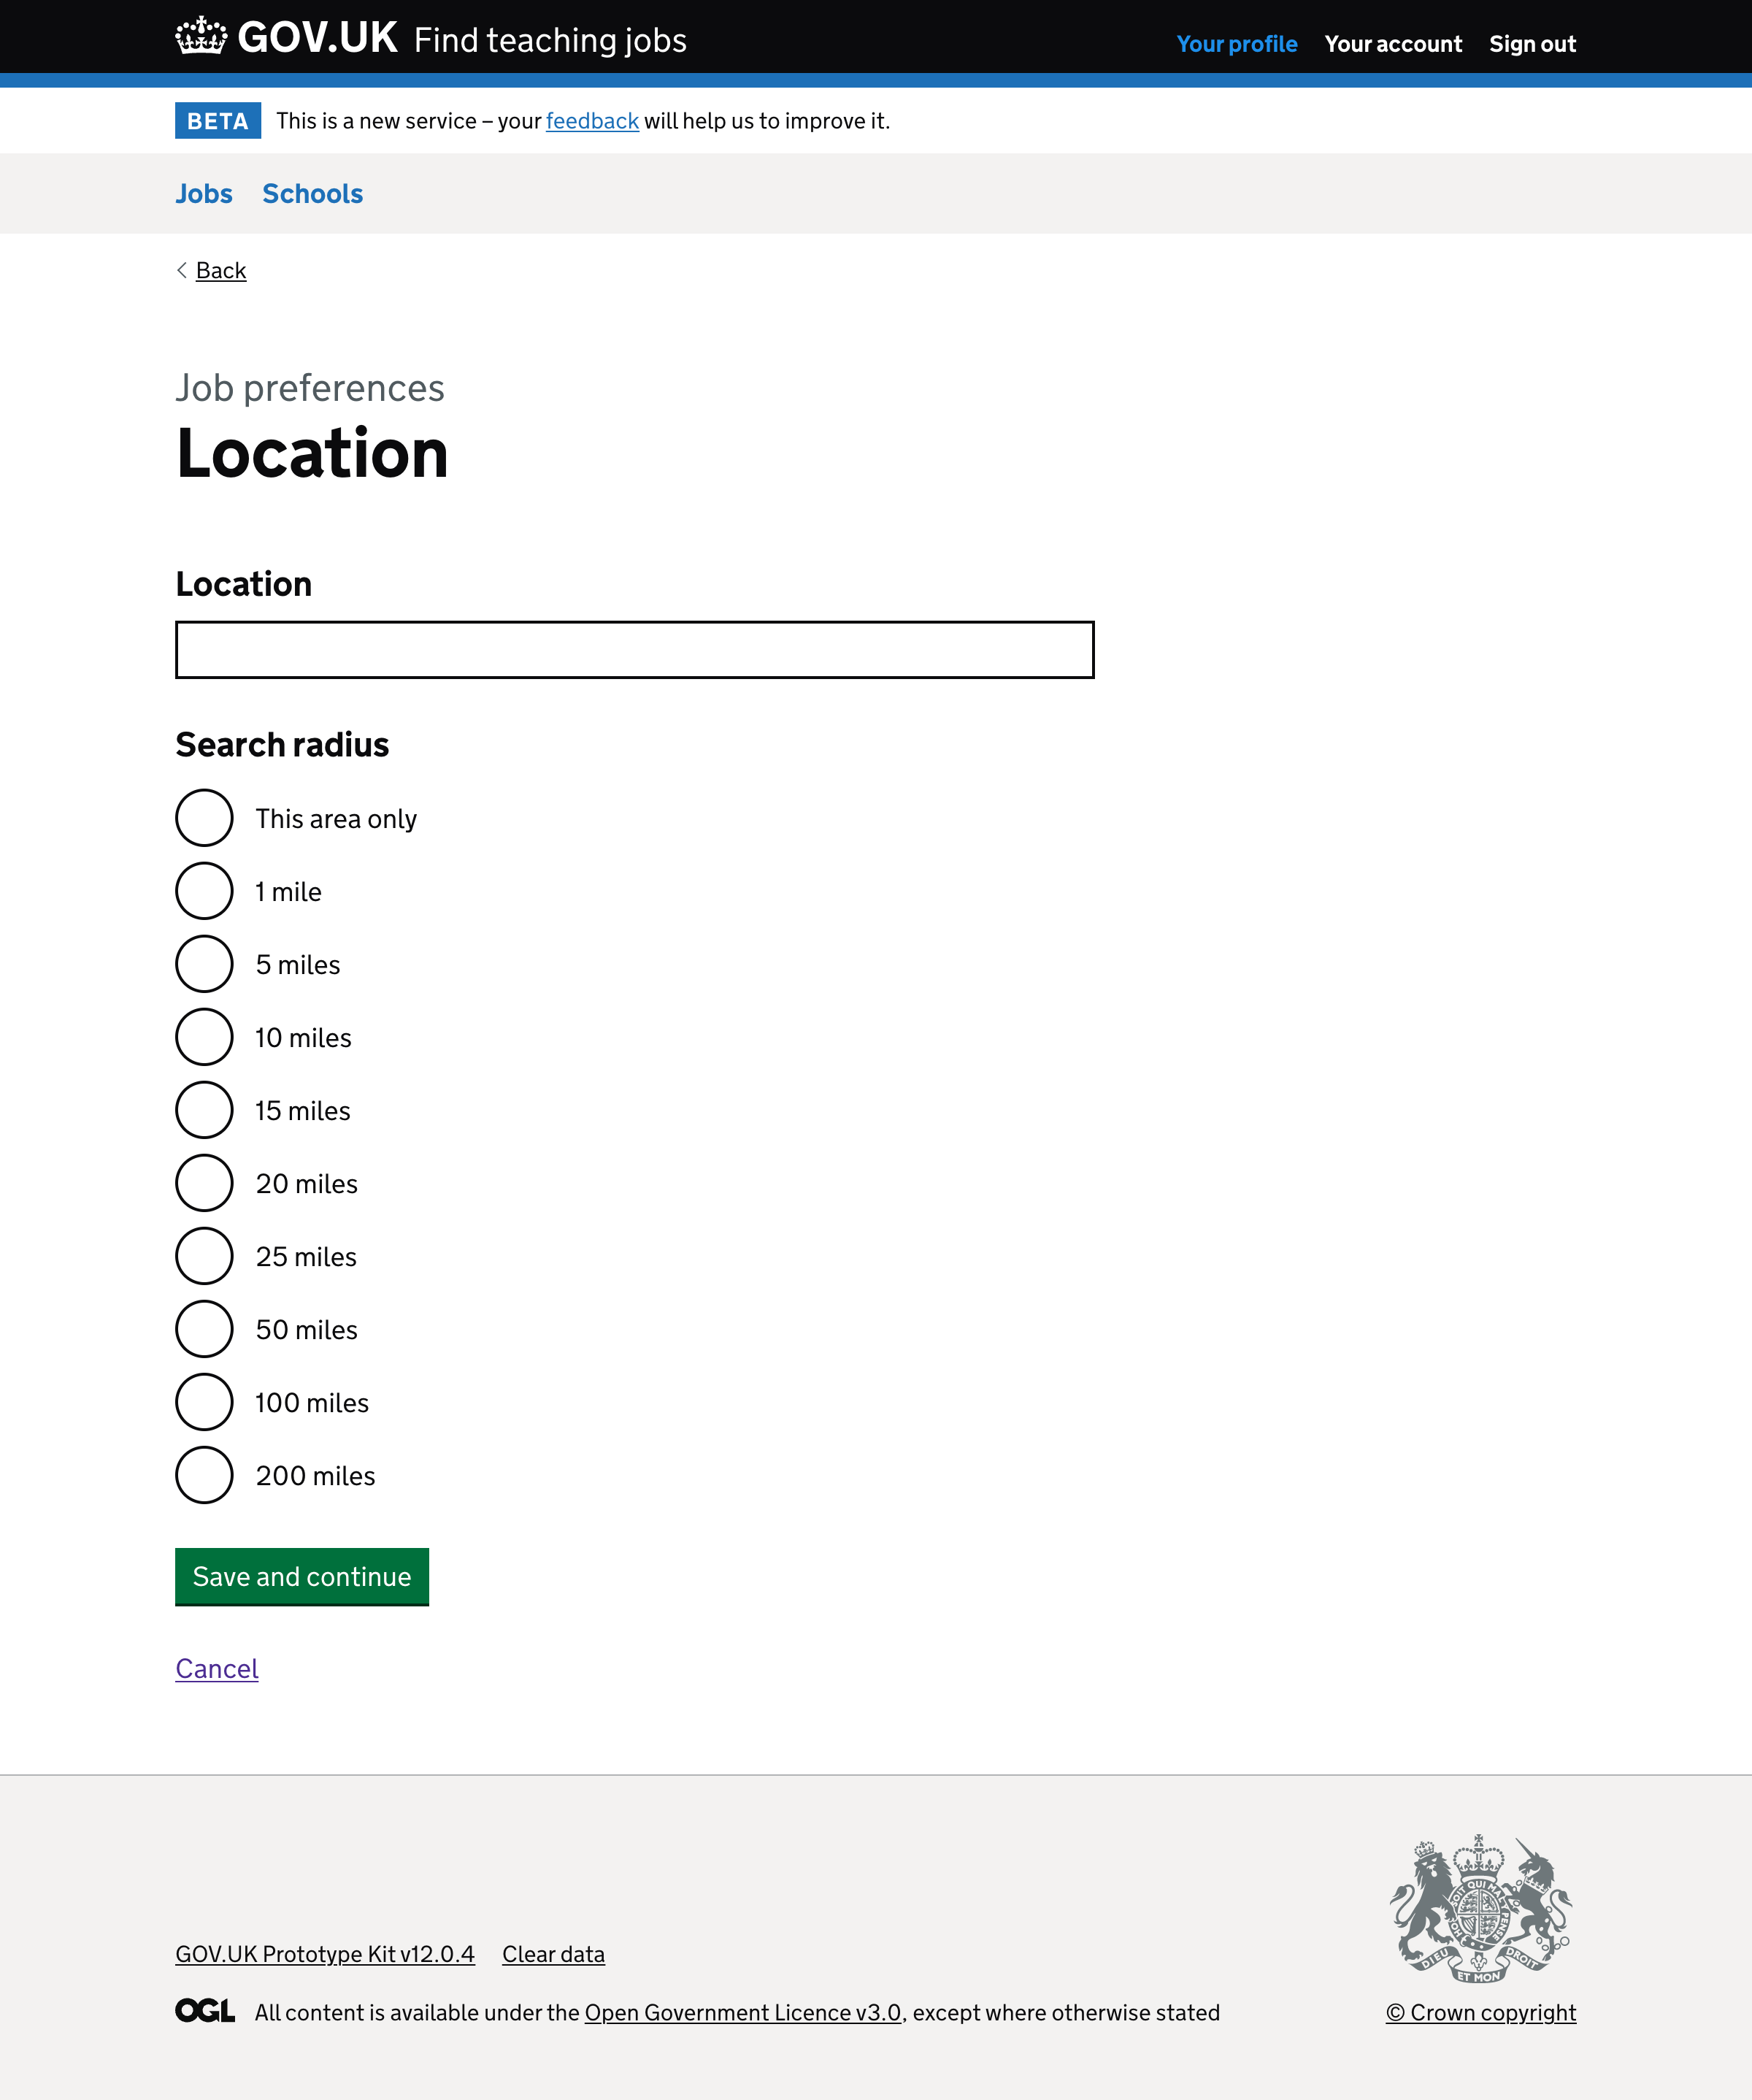 GOV.UK Find teaching jobs
Your profile Your account Sign out
BETA This is a new service – your feedback will help us to improve it.
Jobs Schools
Back
Job preferences
Location
Location
Search radius
This area only
1 mile
5 miles
10 miles
15 miles
20 miles
25 miles
50 miles
100 miles
200 miles
Save and continue
Cancel
GOV.UK Prototype Kit v12.0.4 Clear data
DIEU ET MON DROIT
OGL All content is available under the Open Government Licence v3.0, except where otherwise stated
© Crown copyright